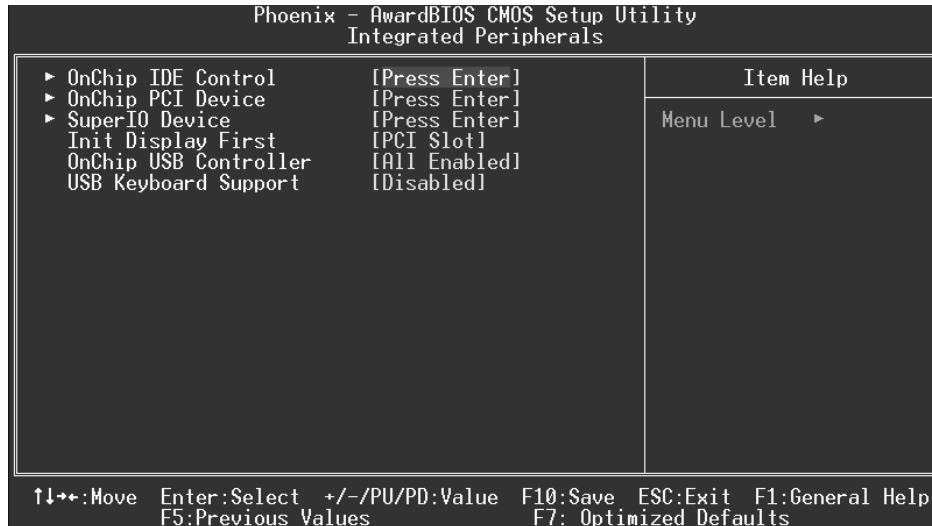 Phoenix - AwardBIOS CMOS Setup Utility
Integrated Peripherals
► OnChip IDE Control [Press Enter]
► OnChip PCI Device [Press Enter]
► SuperIO Device [Press Enter]
Init Display First [PCI Slot]
OnChip USB Controller [All Enabled]
USB Keyboard Support [Disabled]
Item Help
Menu Level ►
↑↓→←:Move Enter:Select +/-/PU/PD:Value F10:Save ESC:Exit F1:General Help
F5:Previous Values F7: Optimized Defaults